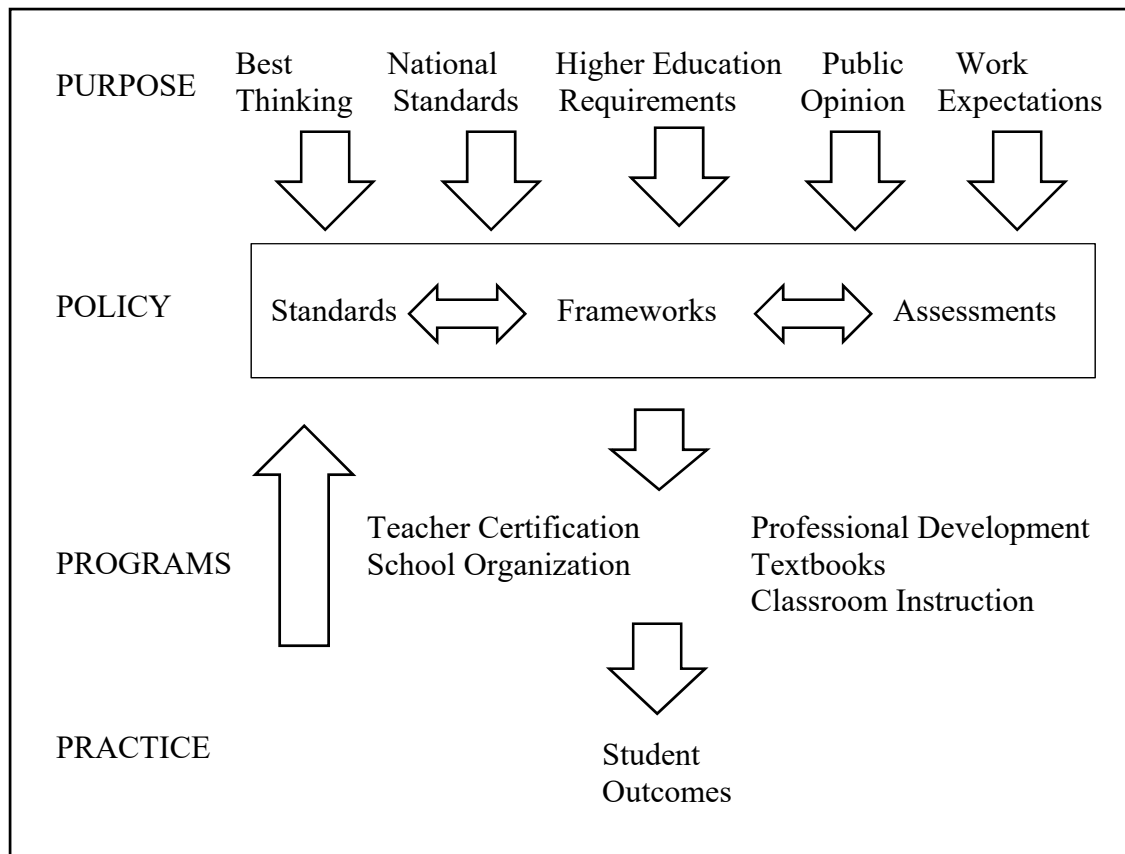 PURPOSE
Best
Thinking
National
Standards
Higher Education
Requirements
Public
Opinion
Work
Expectations
POLICY
Standards
Frameworks
Assessments
PROGRAMS
Teacher Certification
School Organization
Professional Development
Textbooks
Classroom Instruction
PRACTICE
Student
Outcomes